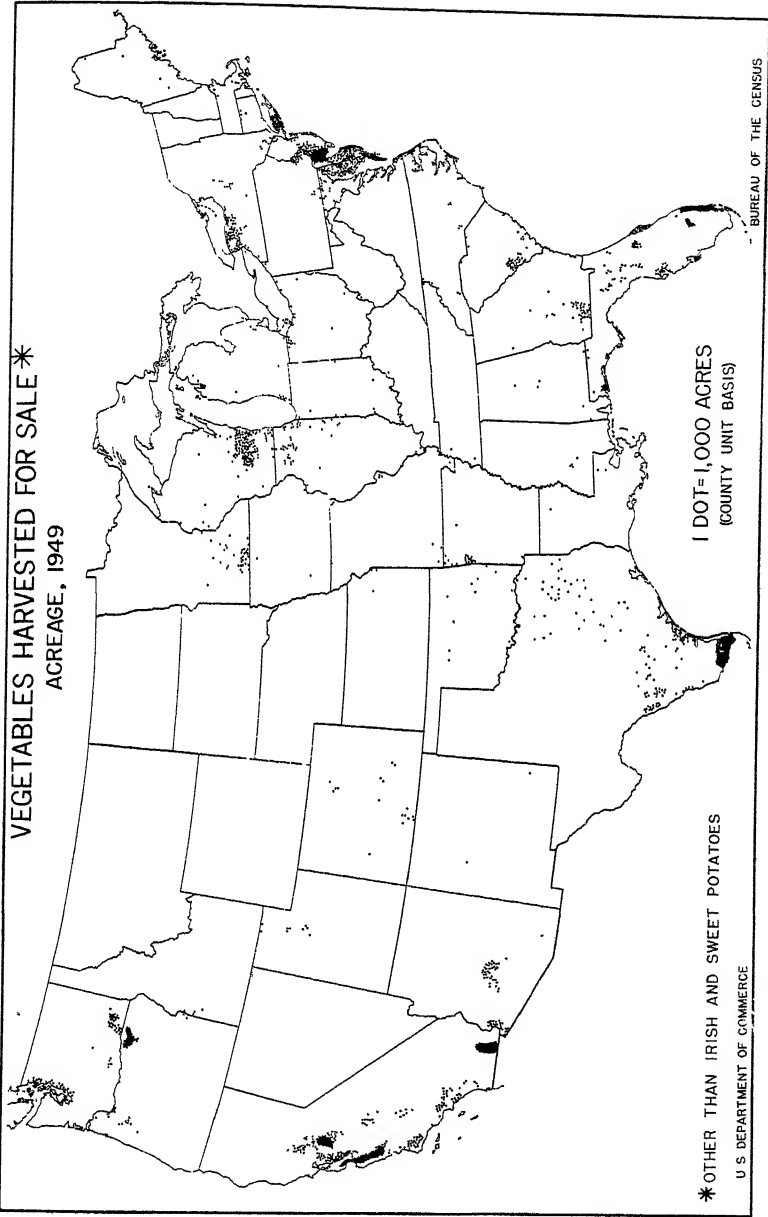 VEGETABLES HARVESTED FOR SALE*
ACREAGE, 1949
1 DOT=1,000 ACRES
(COUNTY UNIT BASIS)
*OTHER THAN IRISH AND SWEET POTATOES
U S DEPARTMENT OF COMMERCE
BUREAU OF THE CENSUS